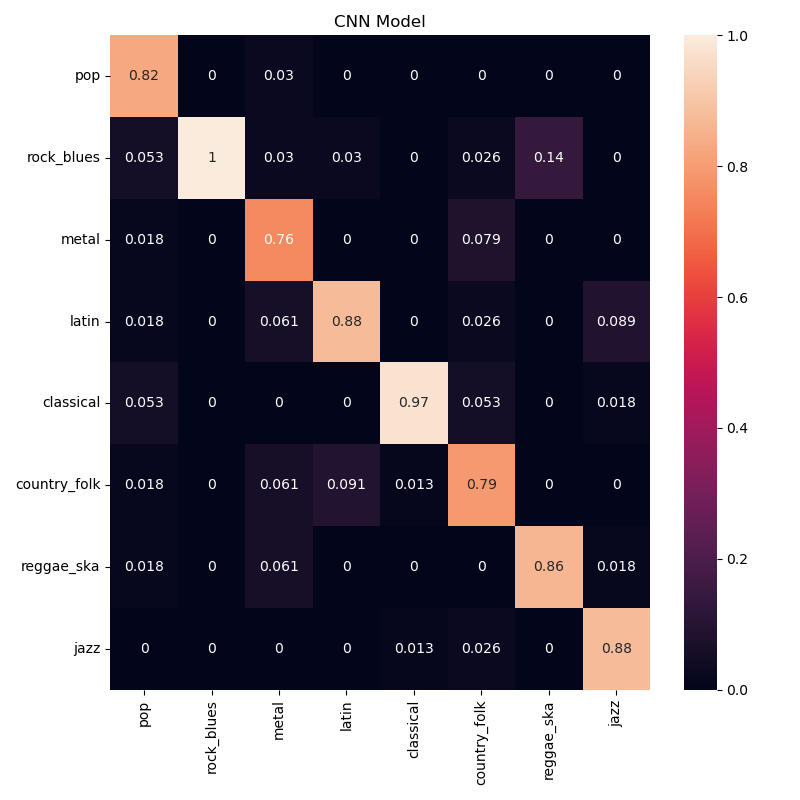 CNN Model
pop 0.82 0 0.03 0 0 0 0 0
rock_blues 0.053 1 0.03 0.03 0 0.026 0.14 0
metal 0.018 0 0.76 0 0 0.079 0 0
latin 0.018 0 0.061 0.88 0 0.026 0 0.089
classical 0.053 0 0 0 0.97 0.053 0 0.018
country_folk 0.018 0 0.061 0.091 0.013 0.79 0 0
reggae_ska 0.018 0 0.061 0 0 0 0.86 0.018
jazz 0 0 0 0 0.013 0.026 0 0.88
pop rock_blues metal latin classical country_folk reggae_ska jazz
1.0
0.8
0.6
0.4
0.2
0.0